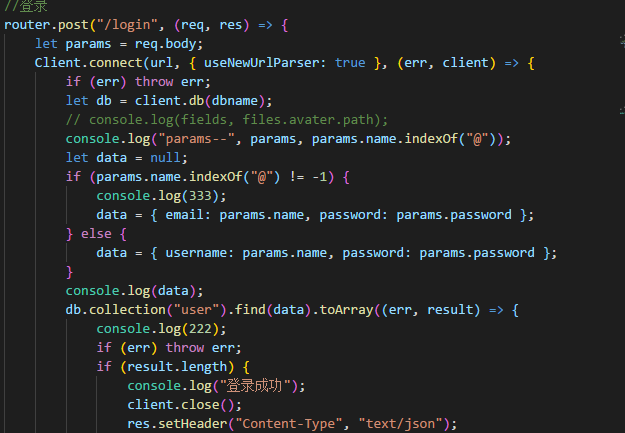 //登录
router.post("/login", (req, res) => {
let params = req.body;
Client.connect(url, { useNewUrlParser: true }, (err, client) => {
if (err) throw err;
let db = client.db(dbname);
// console.log(fields, files.avater.path);
console.log("params--", params, params.name.indexOf("@"));
let data = null;
if (params.name.indexOf("@") != -1) {
console.log(333);
data = { email: params.name, password: params.password };
} else {
data = { username: params.name, password: params.password };
}
console.log(data);
db.collection("user").find(data).toArray((err, result) => {
console.log(222);
if (err) throw err;
if (result.length) {
console.log("登录成功");
client.close();
res.setHeader("Content-Type", "text/json");